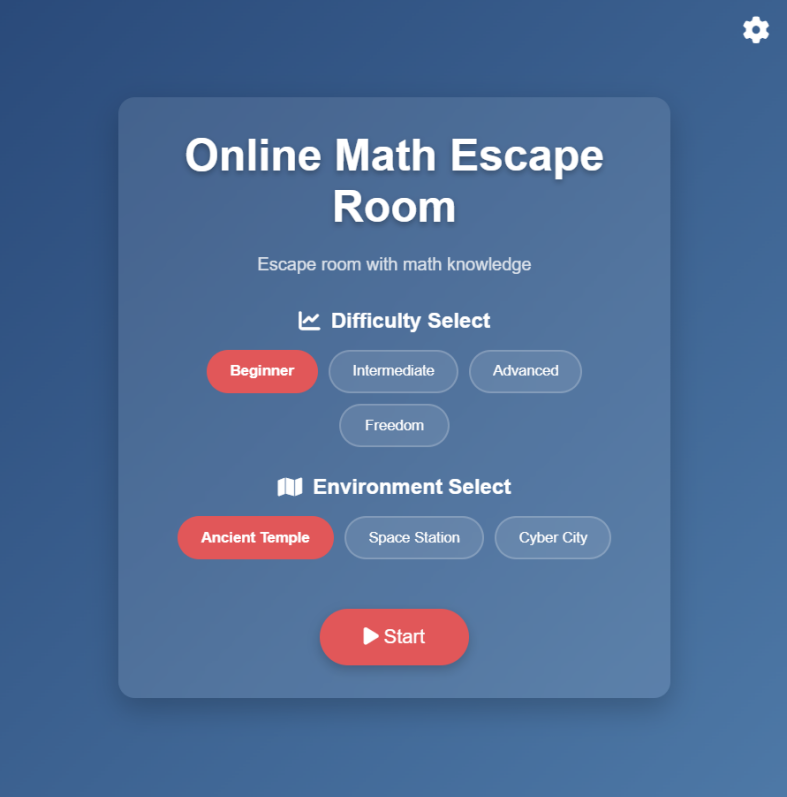 Online Math Escape
Room
Escape room with math knowledge
Difficulty Select
Beginner Intermediate Advanced
Freedom
Environment Select
Ancient Temple Space Station Cyber City
Start